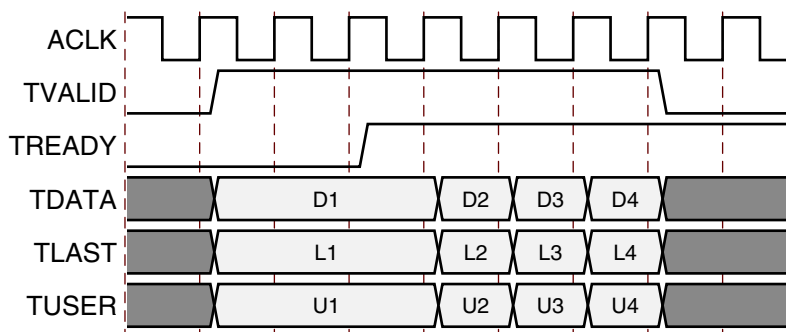 ACLK
TVALID
TREADY
TDATA D1 D2 D3 D4
TLAST L1 L2 L3 L4
TUSER U1 U2 U3 U4